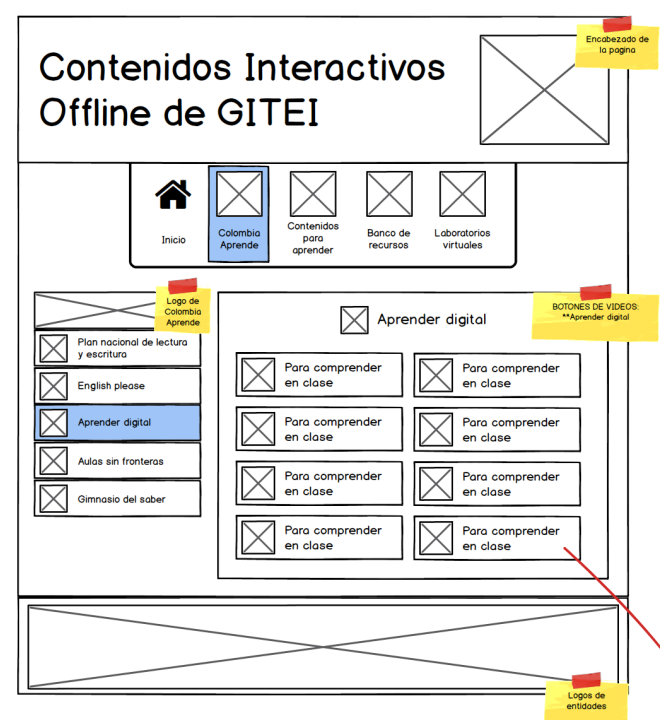 Contenidos Interactivos
Offline de GITEI
Encabezado de
la pagina
Inicio
Colombia
Aprende
Contenidos
para
aprender
Banco de
recursos
Laboratorios
virtuales
Logo de
Colombia
Aprende
Plan nacional de lectura
y escritura
English please
Aprender digital
Aulas sin fronteras
Gimnasio del saber
Aprender digital
BOTONES DE VIDEOS:
**Aprender digital
Para comprender
en clase
Para comprender
en clase
Para comprender
en clase
Para comprender
en clase
Para comprender
en clase
Para comprender
en clase
Para comprender
en clase
Para comprender
en clase
Logos de
entidades